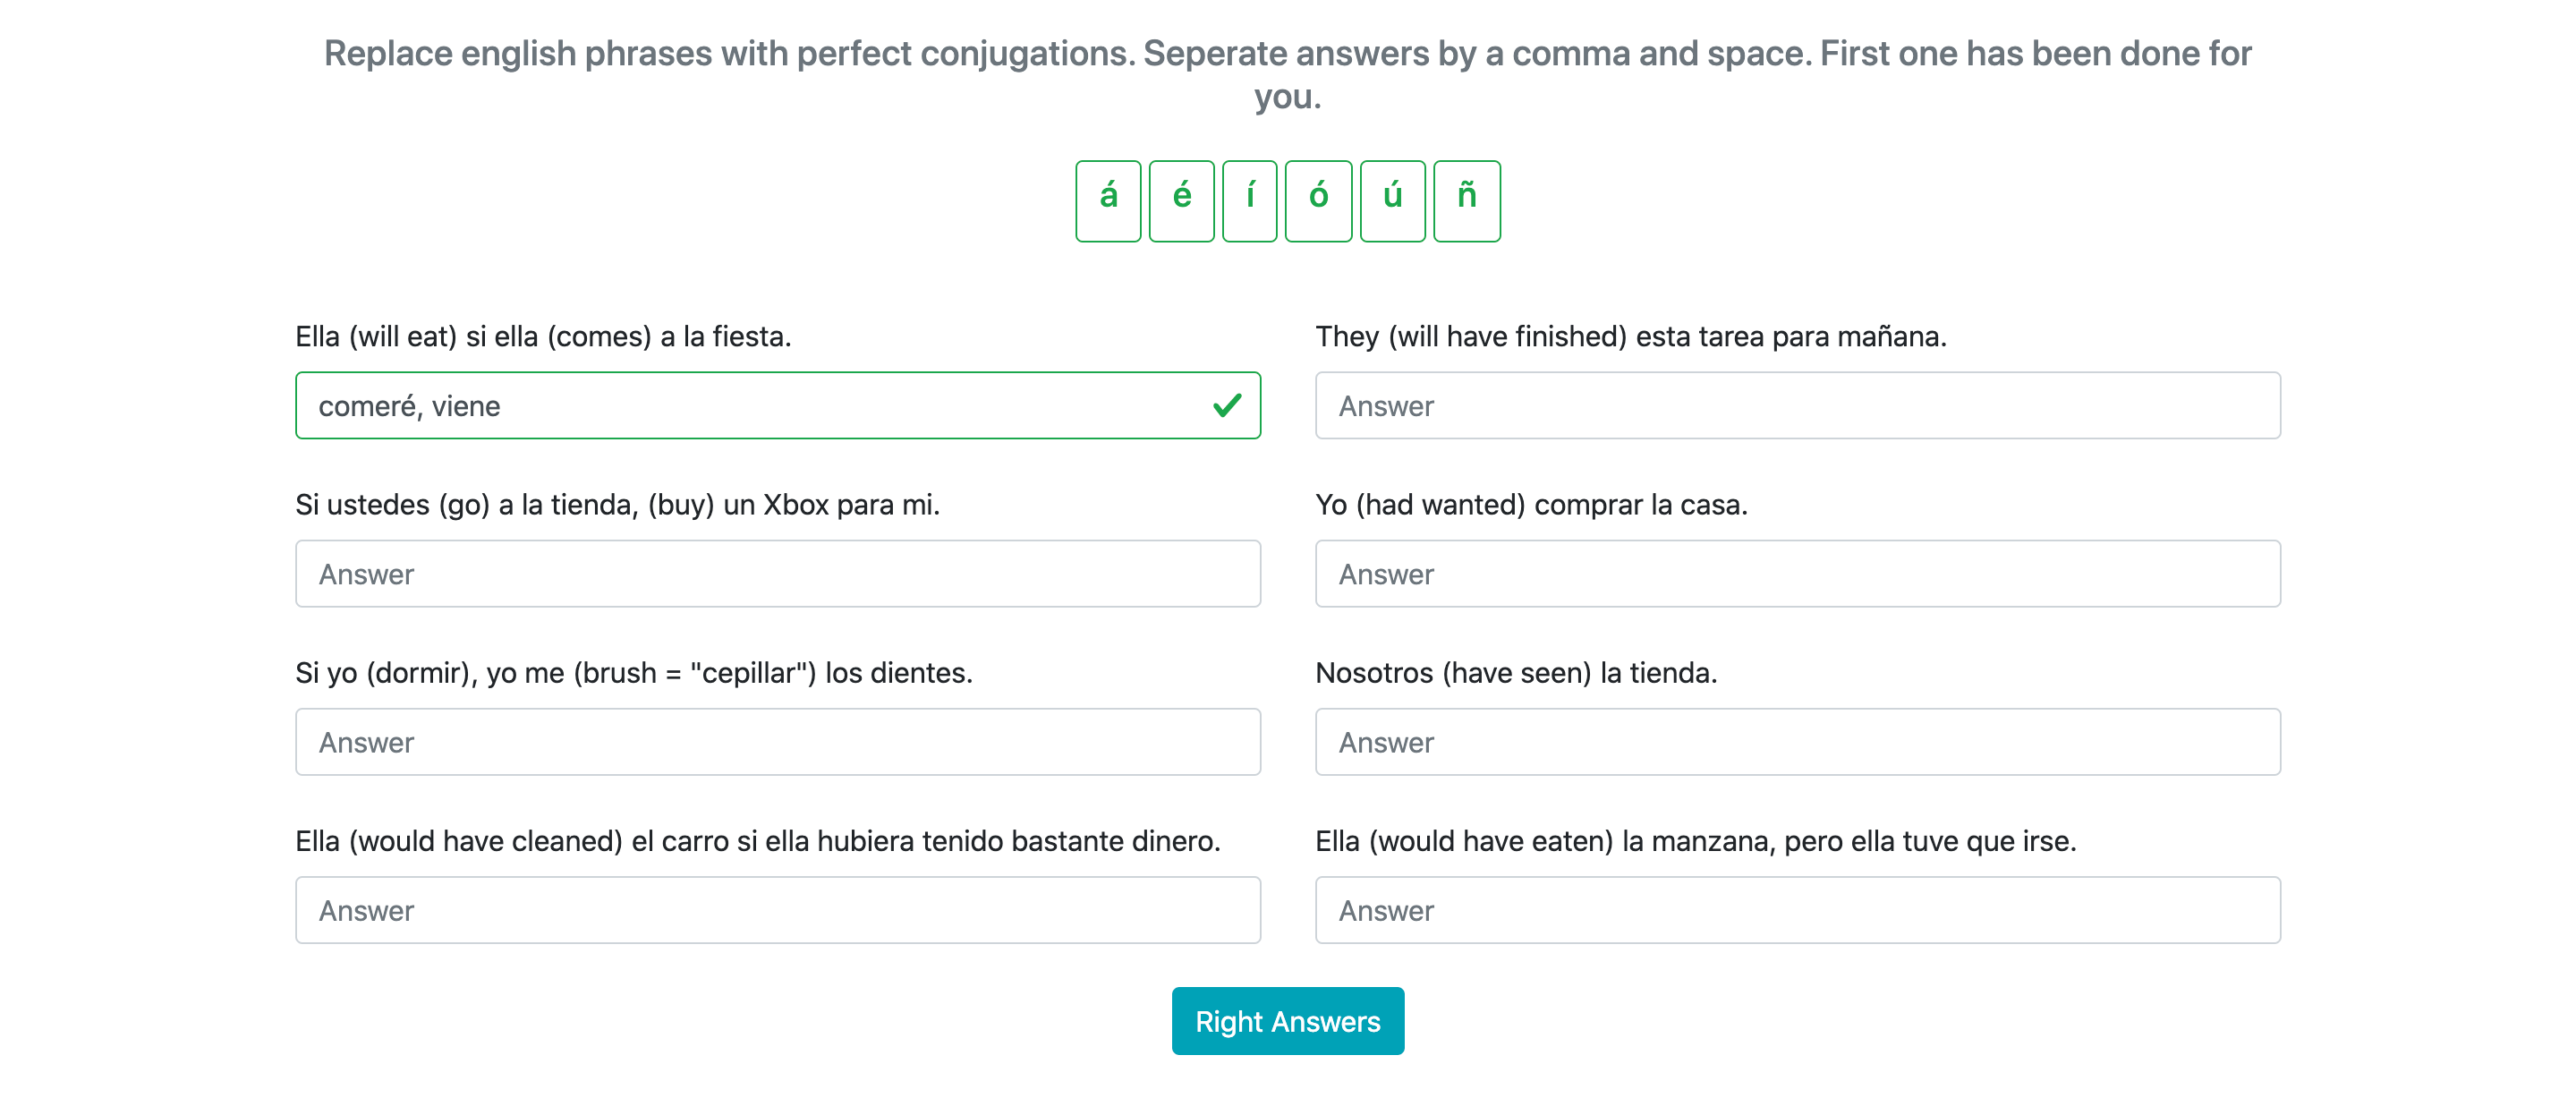 Replace english phrases with perfect conjugations. Seperate answers by a comma and space. First one has been done for
you.
á é í ó ú ñ
Ella (will eat) si ella (comes) a la fiesta.
comeré, viene
They (will have finished) esta tarea para mañana.
Answer
Si ustedes (go) a la tienda, (buy) un Xbox para mi.
Answer
Yo (had wanted) comprar la casa.
Answer
Si yo (dormir), yo me (brush = "cepillar") los dientes.
Answer
Nosotros (have seen) la tienda.
Answer
Ella (would have cleaned) el carro si ella hubiera tenido bastante dinero.
Answer
Ella (would have eaten) la manzana, pero ella tuve que irse.
Answer
Right Answers